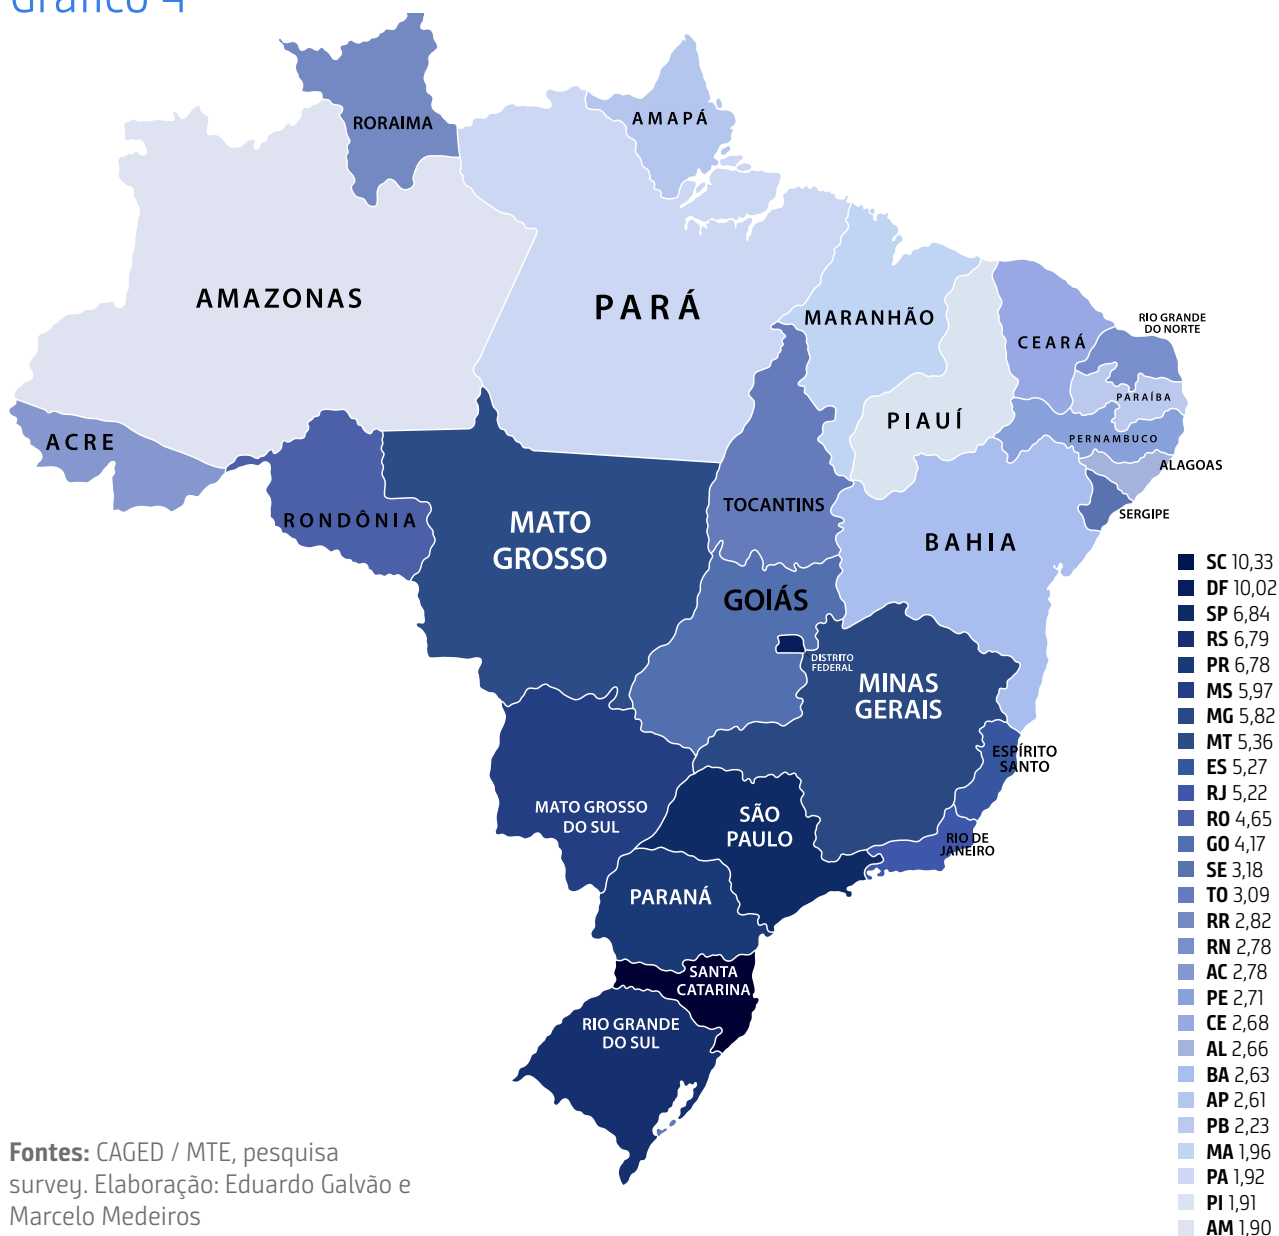 Gráfico 4
RORAIMA
AMAPÁ
AMAZONAS
PARÁ
MARANHÃO
CEARÁ
RIO GRANDE
DO NORTE
PARAÍBA
PIAUÍ
PERNAMBUCO
ACRE
ALAGOAS
TOCANTINS
SERGIPE
RONDÔNIA
MATO
GROSSO
BAHIA
GOIÁS
DISTRITO
FEDERAL
MINAS
GERAIS
ESPÍRITO
SANTO
MATO GROSSO
DO SUL
SÃO
PAULO
RIO DE
JANEIRO
PARANÁ
SANTA
CATARINA
RIO GRANDE
DO SUL
SC 10,33
DF 10,02
SP 6,84
RS 6,79
PR 6,78
MS 5,97
MG 5,82
MT 5,36
ES 5,27
RJ 5,22
RO 4,65
GO 4,17
SE 3,18
TO 3,09
RR 2,82
RN 2,78
AC 2,78
PE 2,71
CE 2,68
AL 2,66
BA 2,63
AP 2,61
PB 2,23
MA 1,96
PA 1,92
PI 1,91
AM 1,90
Fontes: CAGED / MTE, pesquisa
survey. Elaboração: Eduardo Galvão e
Marcelo Medeiros